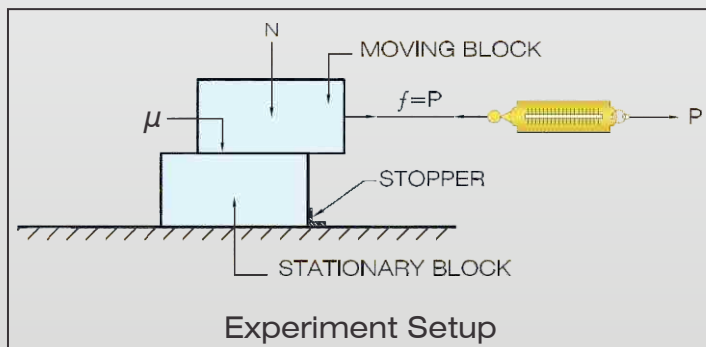 N
MOVING BLOCK
f=P
P
μ
STOPPER
STATIONARY BLOCK
Experiment Setup